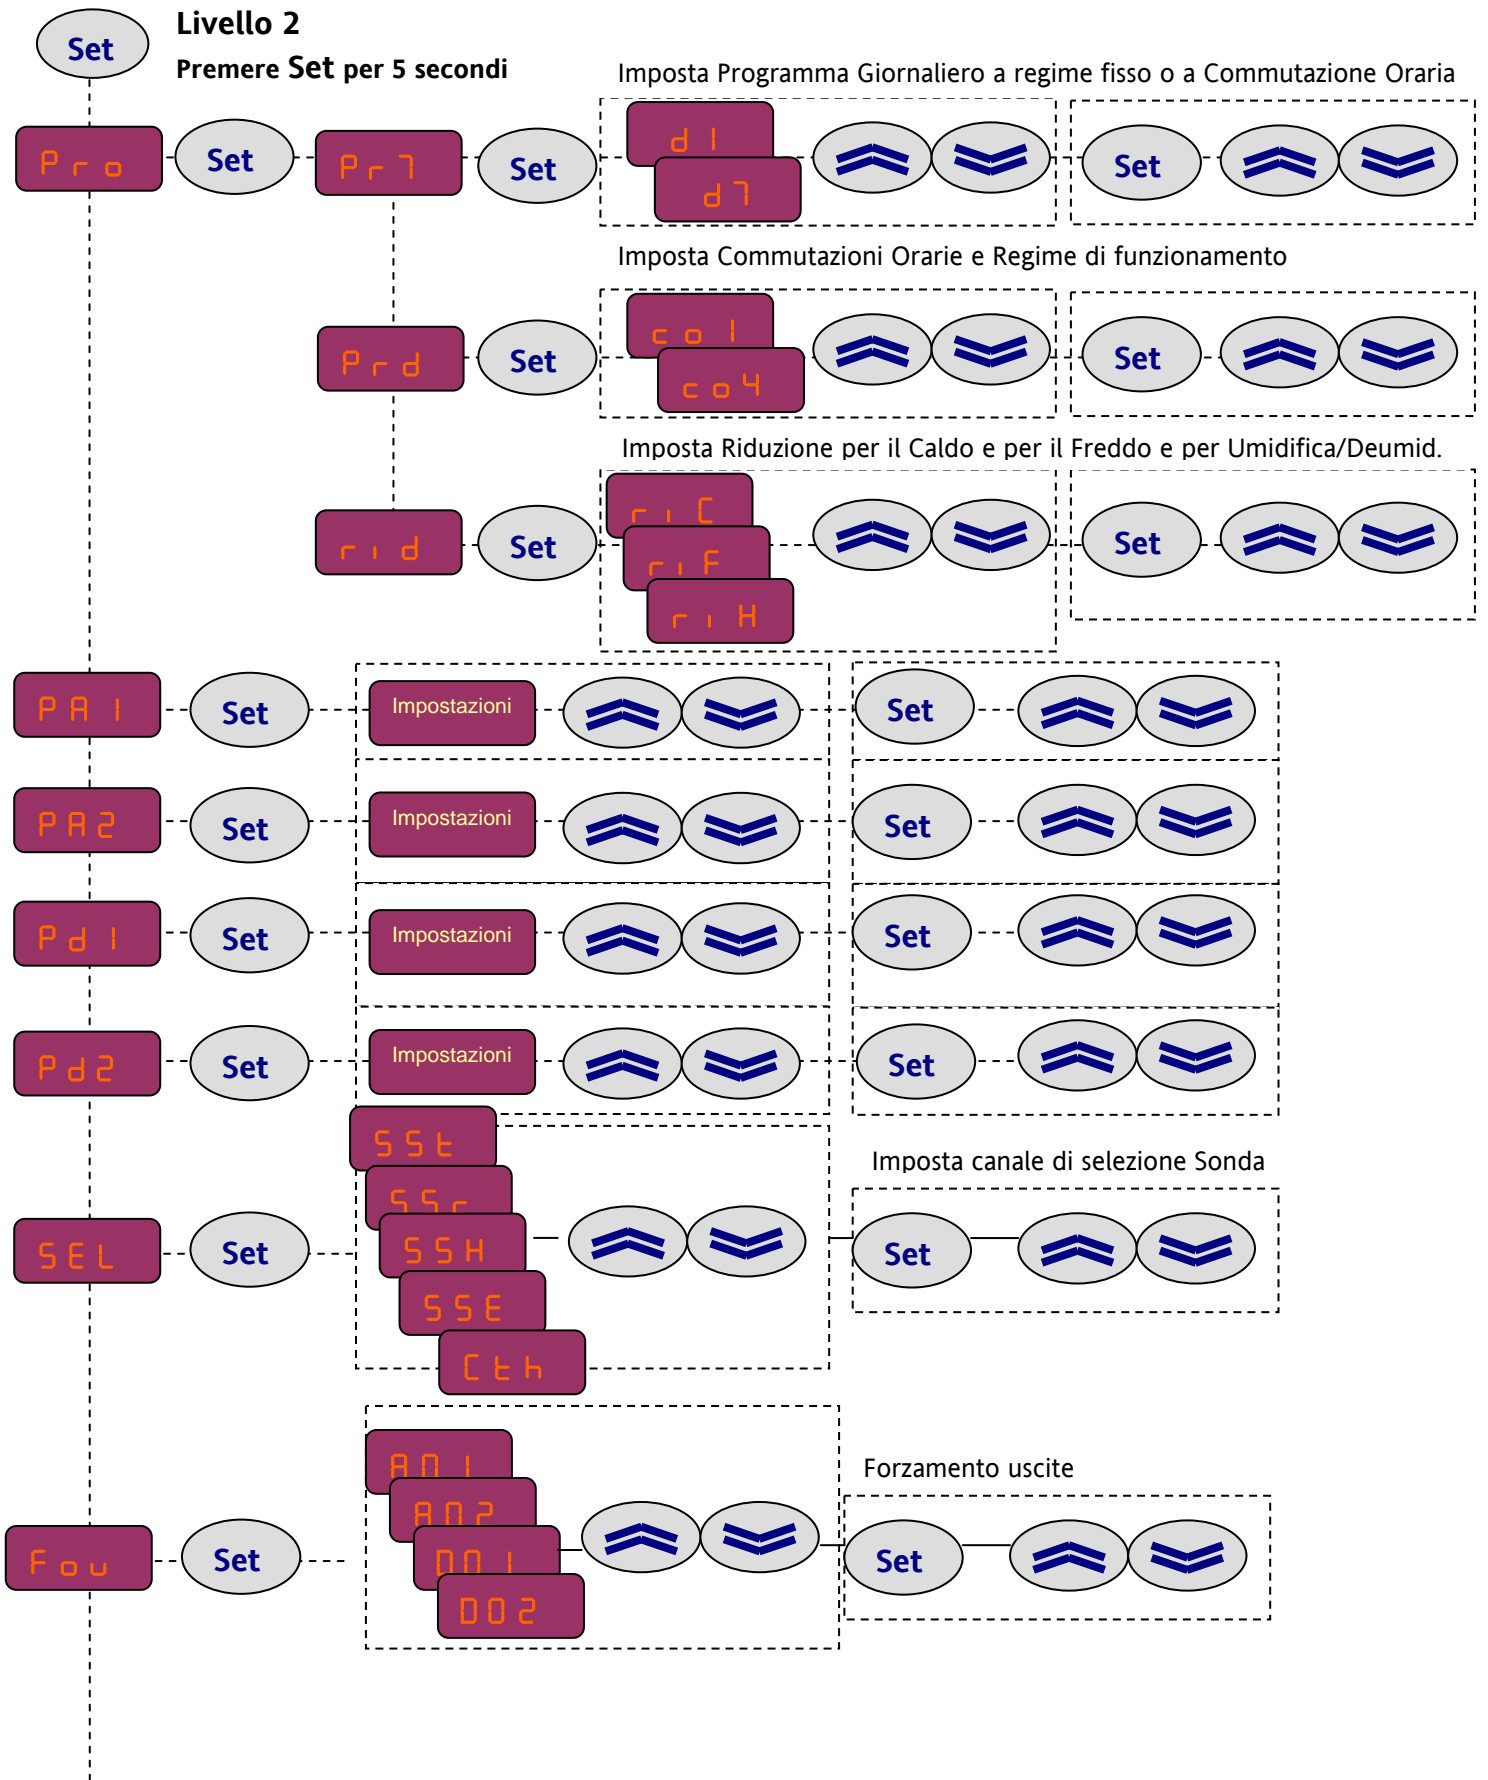 Set
Livello 2
Premere Set per 5 secondi
Imposta Programma Giornaliero a regime fisso o a Commutazione Oraria
Pro Set Pr7 Set d1 Set
d7
Imposta Commutazioni Orarie e Regime di funzionamento
Prd Set co1 Set
co4
Imposta Riduzione per il Caldo e per il Freddo e per Umidifica/Deumid.
rid Set riC Set
riF
riH
PA1 Set Impostazioni Set
PA2 Set Impostazioni Set
Pd1 Set Impostazioni Set
Pd2 Set Impostazioni Set
SSt
Imposta canale di selezione Sonda
SSr
SEL Set SSH Set
SSE
Cth
AO1
Forzamento uscite
AO2
Fou Set DO1 Set
DO2